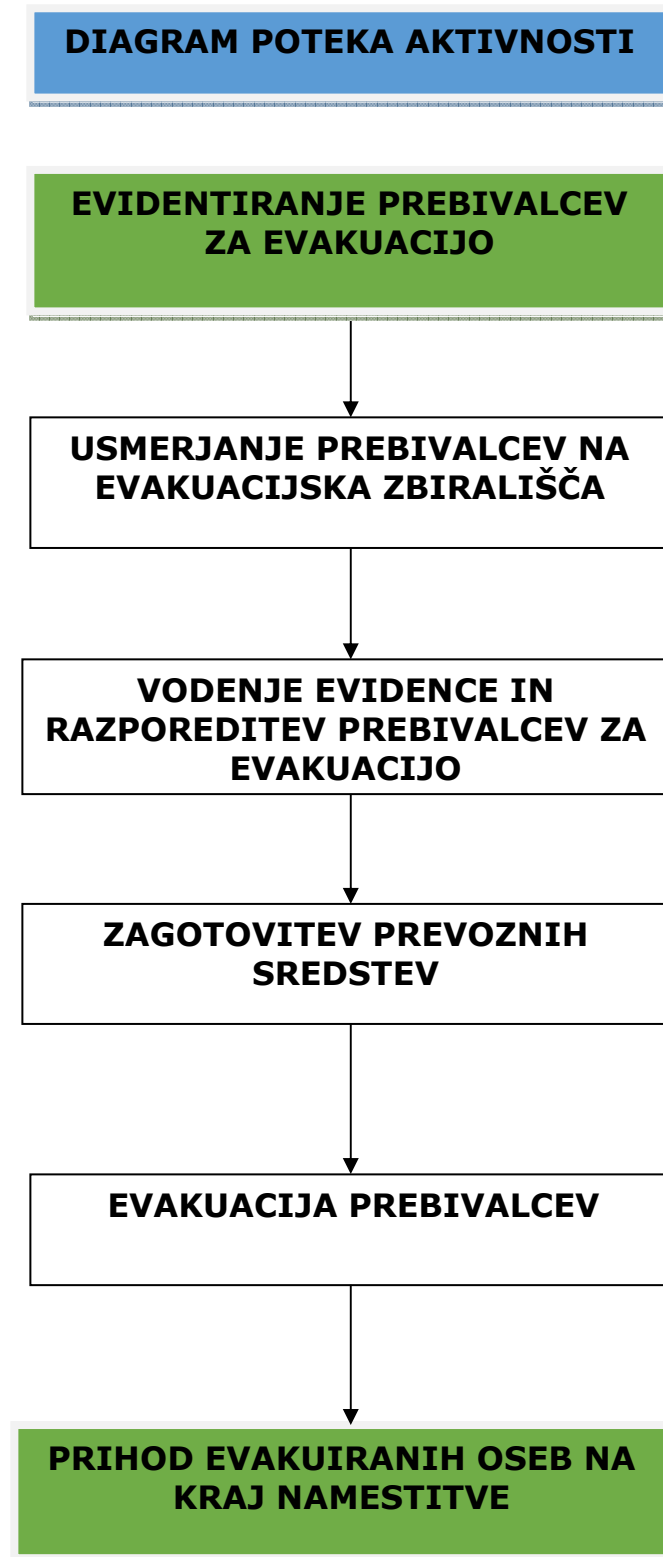 DIAGRAM POTEKA AKTIVNOSTI
EVIDENTIRANJE PREBIVALCEV
ZA EVAKUACIJO
USMERJANJE PREBIVALCEV NA
EVAKUACIJSKA ZBIRALIŠČA
VODENJE EVIDENCE IN
RAZPOREDITEV PREBIVALCEV ZA
EVAKUACIJO
ZAGOTOVITEV PREVOZNIH
SREDSTEV
EVAKUACIJA PREBIVALCEV
PRIHOD EVAKUIRANIH OSEB NA
KRAJ NAMESTITVE